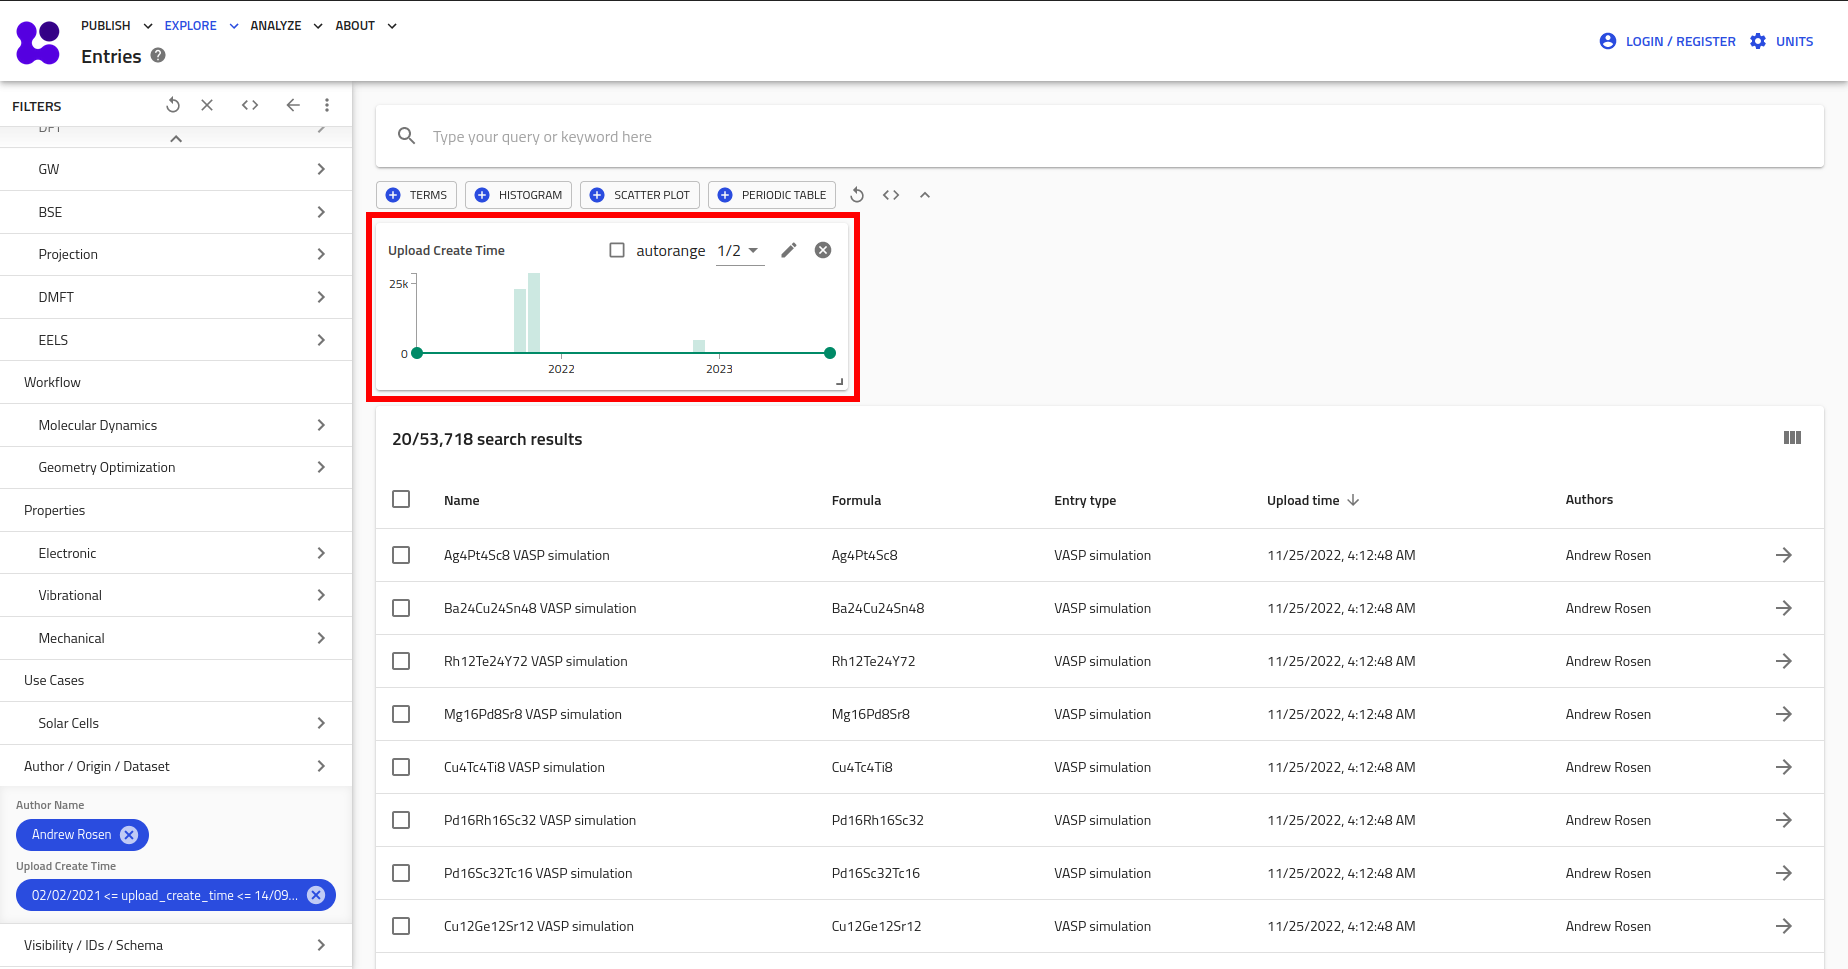 PUBLISH EXPLORE ANALYZE ABOUT
Entries
LOGIN / REGISTER UNITS
FILTERS
DFT
GW
BSE
Projection
DMFT
EELS
Workflow
Molecular Dynamics
Geometry Optimization
Properties
Electronic
Vibrational
Mechanical
Use Cases
Solar Cells
Author / Origin / Dataset
Author Name
Andrew Rosen
Upload Create Time
02/02/2021 <= upload_create_time <= 14/09...
Visibility / IDs / Schema
Type your query or keyword here
TERMS HISTOGRAM SCATTER PLOT PERIODIC TABLE
Upload Create Time autorange 1/2
25k
0
2022 2023
20/53,718 search results
Name Formula Entry type Upload time Authors
Ag4Pt4Sc8 VASP simulation Ag4Pt4Sc8 VASP simulation 11/25/2022, 4:12:48 AM Andrew Rosen
Ba24Cu24Sn48 VASP simulation Ba24Cu24Sn48 VASP simulation 11/25/2022, 4:12:48 AM Andrew Rosen
Rh12Te24Y72 VASP simulation Rh12Te24Y72 VASP simulation 11/25/2022, 4:12:48 AM Andrew Rosen
Mg16Pd8Sr8 VASP simulation Mg16Pd8Sr8 VASP simulation 11/25/2022, 4:12:48 AM Andrew Rosen
Cu4Tc4Ti8 VASP simulation Cu4Tc4Ti8 VASP simulation 11/25/2022, 4:12:48 AM Andrew Rosen
Pd16Rh16Sc32 VASP simulation Pd16Rh16Sc32 VASP simulation 11/25/2022, 4:12:48 AM Andrew Rosen
Pd16Sc32Tc16 VASP simulation Pd16Sc32Tc16 VASP simulation 11/25/2022, 4:12:48 AM Andrew Rosen
Cu12Ge12Sr12 VASP simulation Cu12Ge12Sr12 VASP simulation 11/25/2022, 4:12:48 AM Andrew Rosen